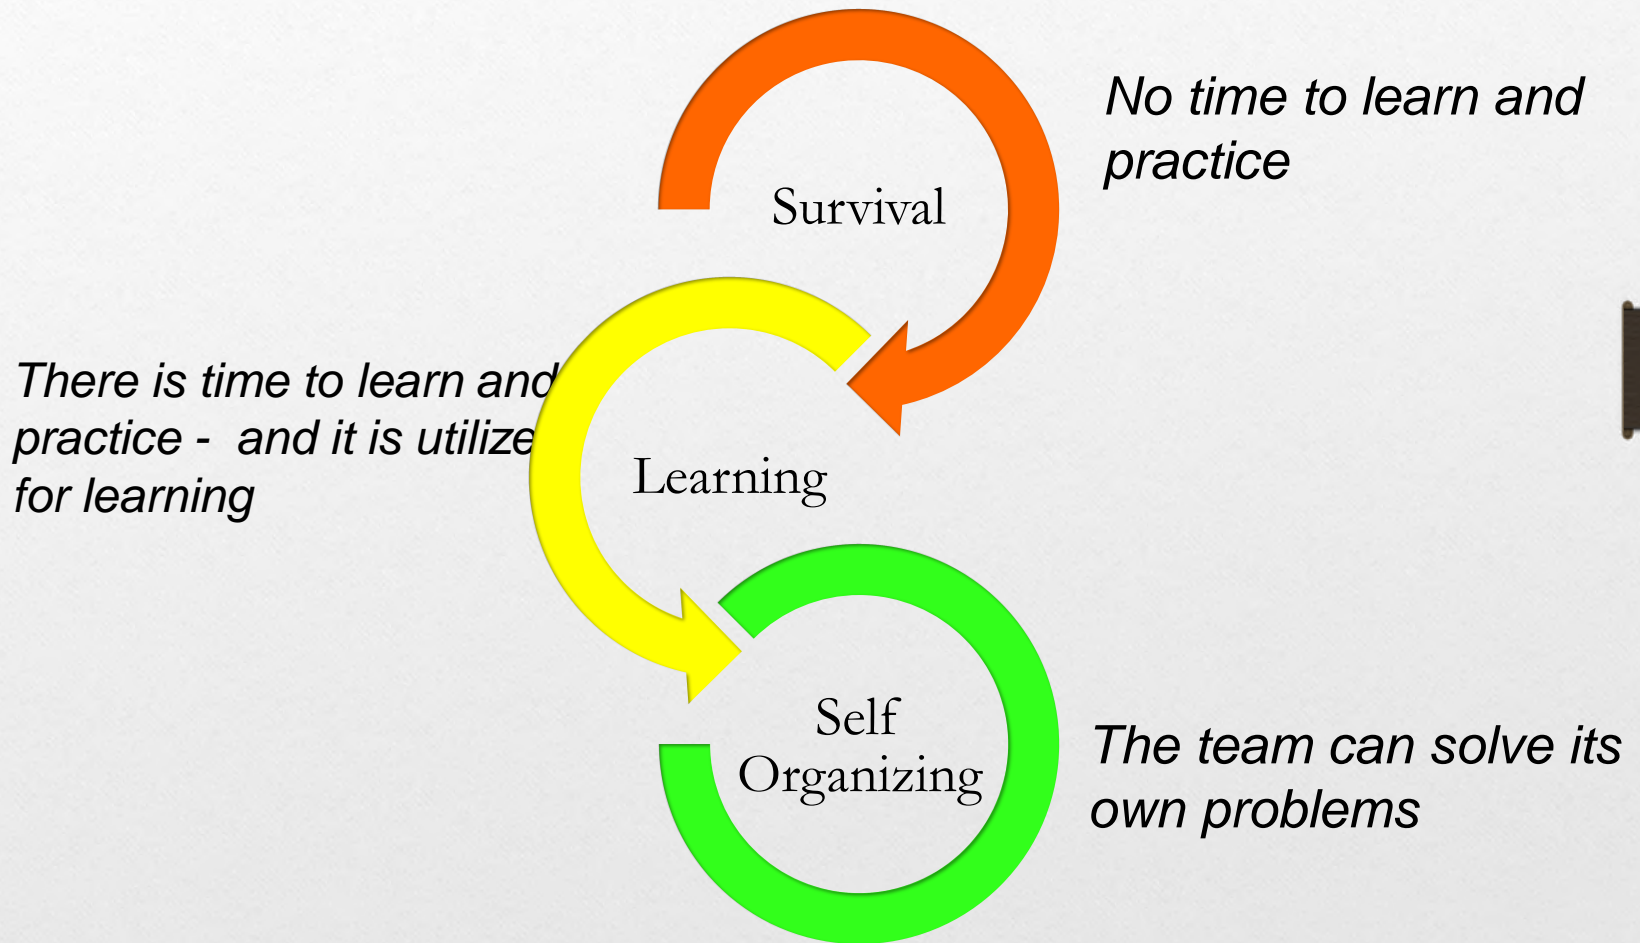 No time to learn and
practice
Survival
There is time to learn and
practice - and it is utilize
for learning
Learning
Self
Organizing
The team can solve its
own problems